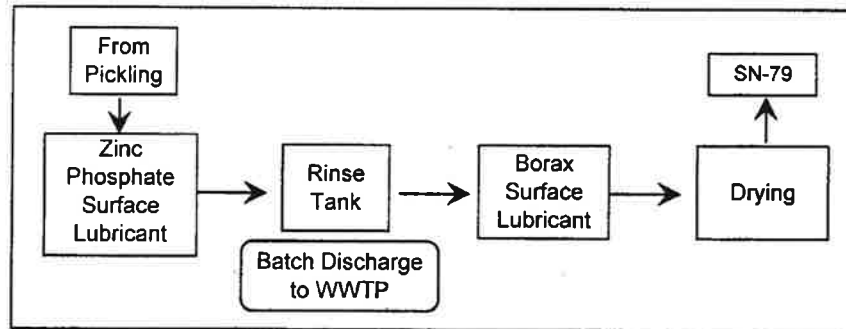 From
Pickling
SN-79
Zinc
Phosphate
Surface
Lubricant
Rinse
Tank
Borax
Surface
Lubricant
Drying
Batch Discharge
to WWTP